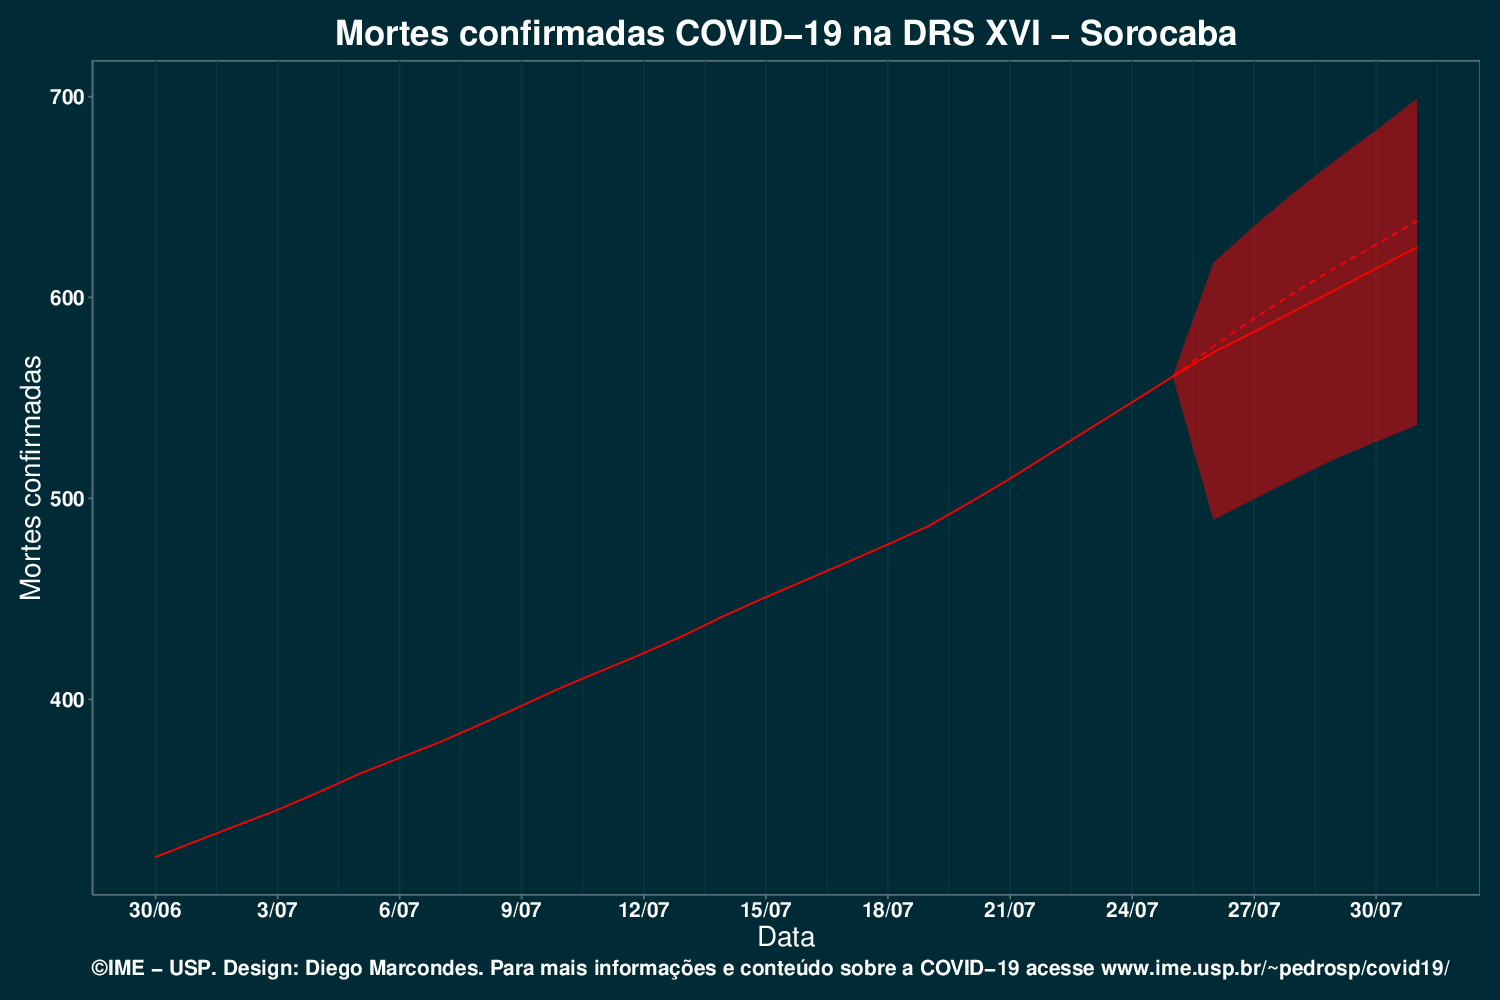 Mortes confirmadas COVID−19 na DRS XVI − Sorocaba
Mortes confirmadas
700
600
500
400
30/06 3/07 6/07 9/07 12/07 15/07 18/07 21/07 24/07 27/07 30/07
Data
©IME − USP. Design: Diego Marcondes. Para mais informações e conteúdo sobre a COVID−19 acesse www.ime.usp.br/~pedrosp/covid19/